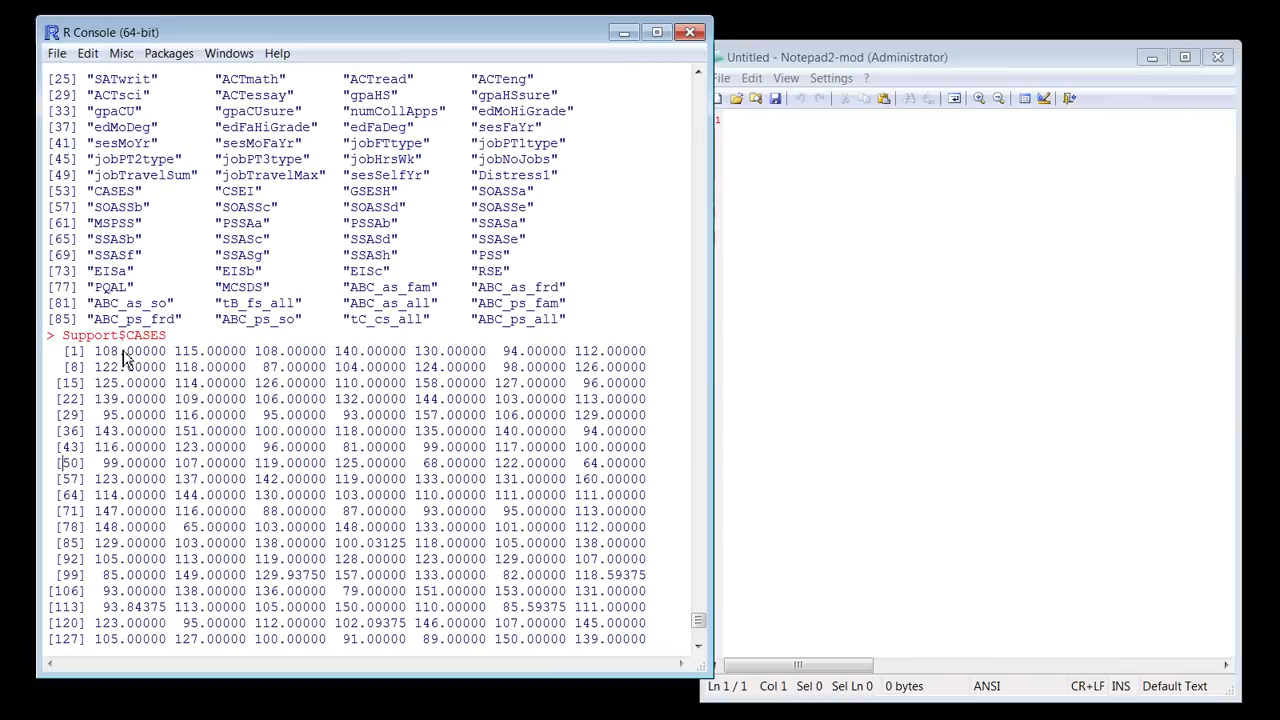 R Console (64-bit)
File Edit Misc Packages Windows Help
[25] "SATwrit" "ACTmath" "ACTread" "ACTeng"
[29] "ACTsci" "ACTessay" "gpaHS" "gpaHSsure"
[33] "gpaCU" "gpaCUsure" "numCollApps" "edMoHiGrade"
[37] "edMoDeg" "edFaHiGrade" "edFaDeg" "sesFaYr"
[41] "sesMoYr" "sesMoFaYr" "jobFTtype" "jobPT1type"
[45] "jobPT2type" "jobPT3type" "jobHrsWk" "jobNoJobs"
[49] "jobTravelSum" "jobTravelMax" "sesSelfYr" "Distress1"
[53] "CASES" "CSEI" "GSESH" "SOASSa"
[57] "SOASSb" "SOASSc" "SOASSd" "SOASSe"
[61] "MSPSS" "PSSAa" "PSSAb" "SSASa"
[65] "SSASb" "SSASc" "SSASd" "SSASe"
[69] "SSASf" "SSASg" "SSASh" "PSS"
[73] "EISa" "EISb" "EISc" "RSE"
[77] "PQAL" "MCSDS" "ABC_as_fam" "ABC_as_frd"
[81] "ABC_as_so" "tB_fs_all" "ABC_as_all" "ABC_ps_fam"
[85] "ABC_ps_frd" "ABC_ps_so" "tC_cs_all" "ABC_ps_all"
> Support$CASES
[1] 108.00000 115.00000 108.00000 140.00000 130.00000 94.00000 112.00000
[8] 122.00000 118.00000 87.00000 104.00000 124.00000 98.00000 126.00000
[15] 125.00000 114.00000 126.00000 110.00000 158.00000 127.00000 96.00000
[22] 139.00000 109.00000 106.00000 132.00000 144.00000 103.00000 113.00000
[29] 95.00000 116.00000 95.00000 93.00000 157.00000 106.00000 129.00000
[36] 143.00000 151.00000 100.00000 118.00000 135.00000 140.00000 94.00000
[43] 116.00000 123.00000 96.00000 81.00000 99.00000 117.00000 100.00000
[50] 99.00000 107.00000 119.00000 125.00000 68.00000 122.00000 64.00000
[57] 123.00000 137.00000 142.00000 119.00000 133.00000 131.00000 160.00000
[64] 114.00000 144.00000 130.00000 103.00000 110.00000 111.00000 111.00000
[71] 147.00000 116.00000 88.00000 87.00000 93.00000 95.00000 113.00000
[78] 148.00000 65.00000 103.00000 148.00000 133.00000 101.00000 112.00000
[85] 129.00000 103.00000 138.00000 100.03125 118.00000 105.00000 138.00000
[92] 105.00000 113.00000 119.00000 128.00000 123.00000 129.00000 107.00000
[99] 85.00000 149.00000 129.93750 157.00000 133.00000 82.00000 118.59375
[106] 93.00000 138.00000 136.00000 79.00000 151.00000 153.00000 131.00000
[113] 93.84375 113.00000 105.00000 150.00000 110.00000 85.59375 111.00000
[120] 123.00000 95.00000 112.00000 102.09375 146.00000 107.00000 145.00000
[127] 105.00000 127.00000 100.00000 91.00000 89.00000 150.00000 139.00000
Untitled - Notepad2-mod (Administrator)
File Edit View Settings ?
1
Ln 1 / 1 Col 1 Sel 0 Sel Ln 0 0 bytes ANSI CR+LF INS Default Text